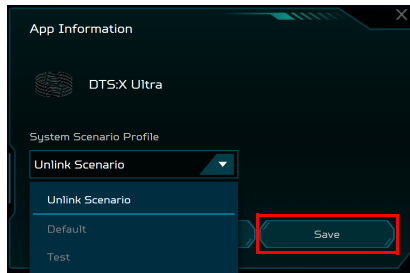 App Information
DTS:X Ultra
System Scenario Profile
Unlink Scenario
Unlink Scenario
Default
Test
Save